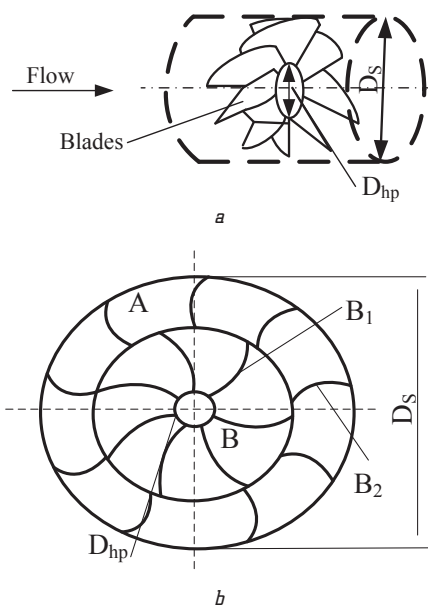 Flow
D_S
Blades
D_hp
a
A
B_1
B
D_S
B_2
D_hp
b